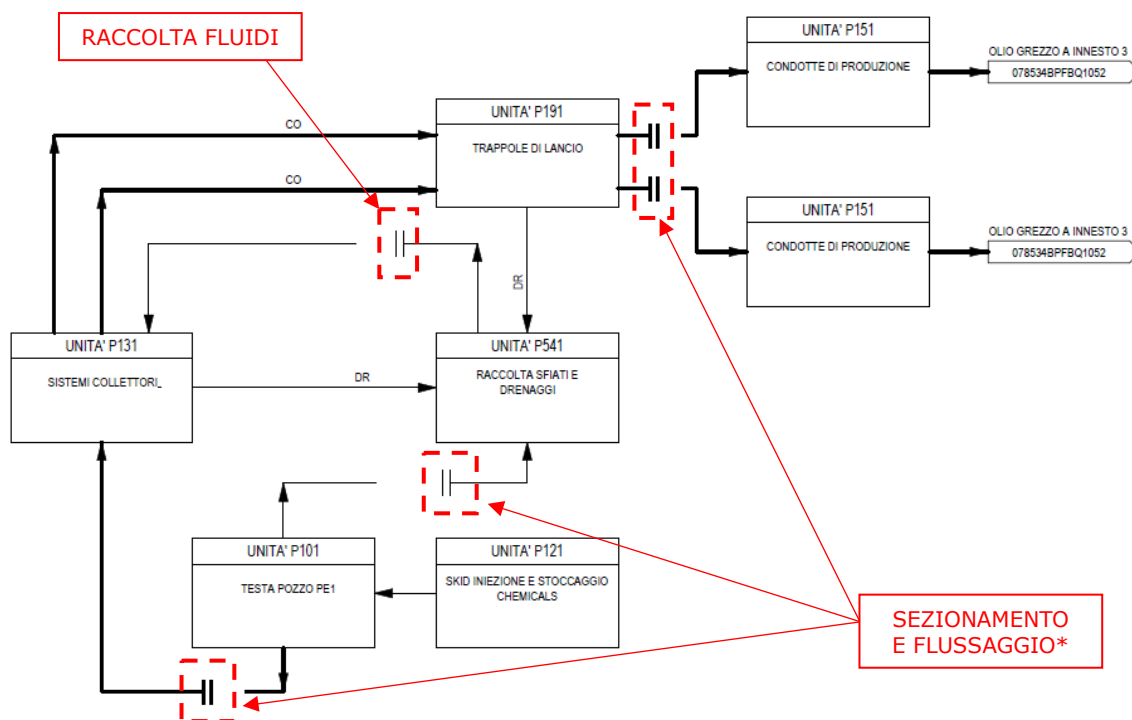 RACCOLTA FLUIDI
UNITA' P151
CONDOTTE DI PRODUZIONE
OLIO GREZZO A INNESTO 3
078534BPFBQ1052
UNITA' P191
TRAPPOLE DI LANCIO
CO
CO
UNITA' P151
CONDOTTE DI PRODUZIONE
OLIO GREZZO A INNESTO 3
078534BPFBQ1052
DR
UNITA' P131
SISTEMI COLLETTORI_
DR
UNITA' P541
RACCOLTA SFIATI E
DRENAGGI
UNITA' P101
TESTA POZZO PE1
UNITA' P121
SKID INIEZIONE E STOCCAGGIO
CHEMICALS
SEZIONAMENTO
E FLUSSAGGIO*